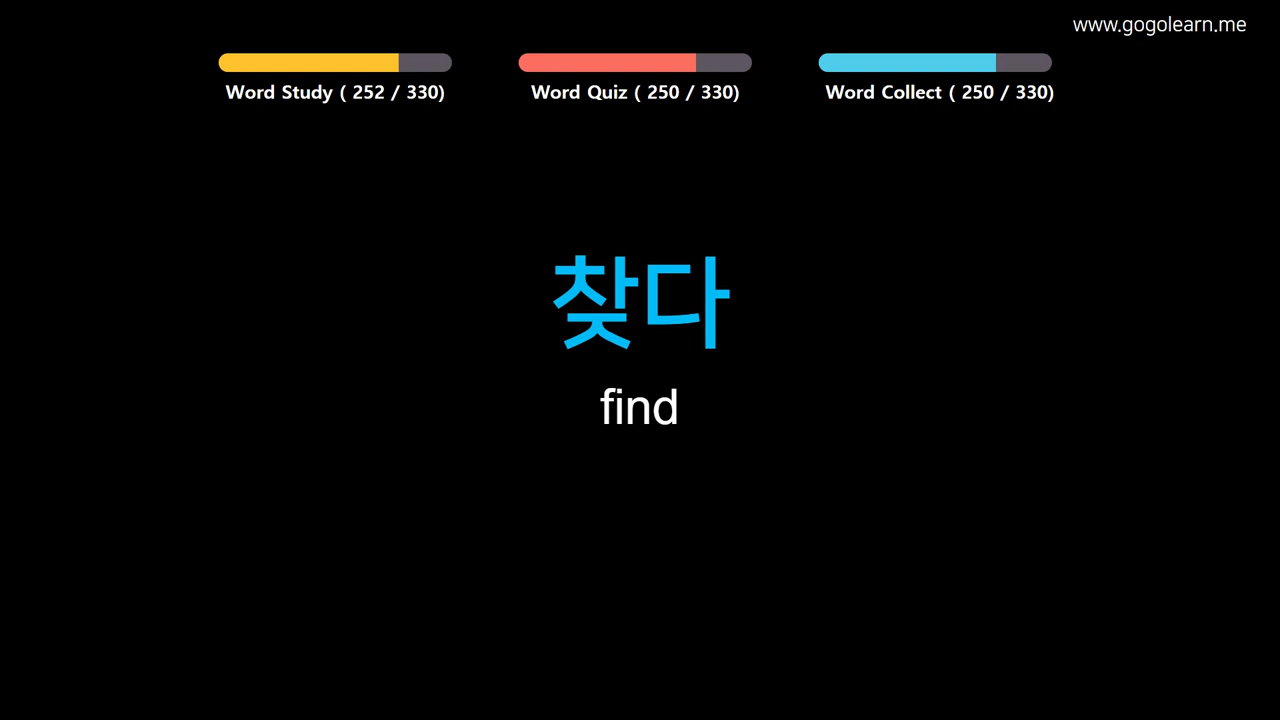 www.gogolearn.me
Word Study ( 252 / 330)
Word Quiz ( 250 / 330)
Word Collect ( 250 / 330)
찾다
find